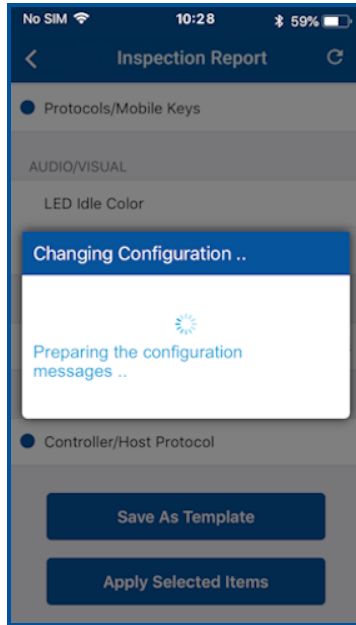 No SIM 10:28 59%
Inspection Report
Protocols/Mobile Keys
AUDIO/VISUAL
LED Idle Color
Changing Configuration ..
Preparing the configuration
messages ..
Controller/Host Protocol
Save As Template
Apply Selected Items